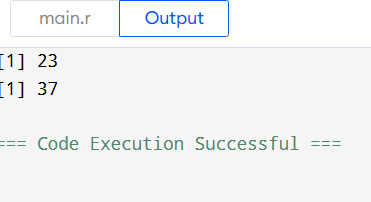 main.r Output
[1] 23
[1] 37
=== Code Execution Successful ===